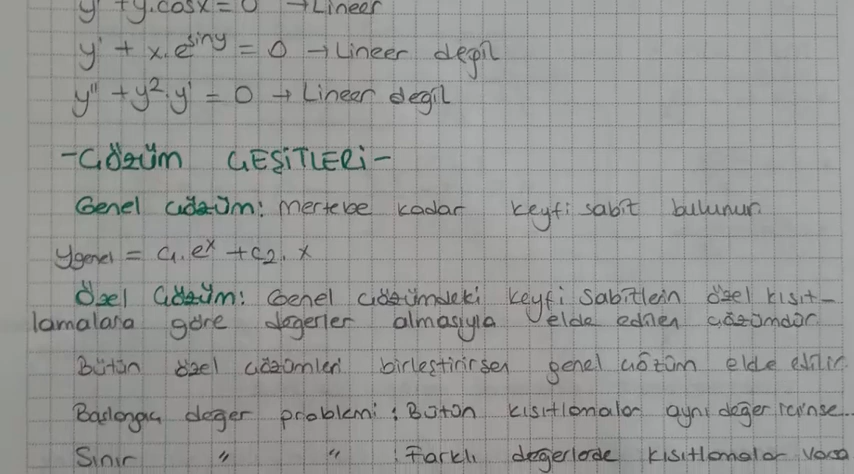 y' + y.cosx = 0 → Lineer
y' + x.e^siny = 0 → Lineer değil
y" + y².y' = 0 → Lineer değil
-ÇÖZÜM ÇEŞİTLERİ-
Genel çözüm: mertebe kadar keyfi sabit bulunur.
ygenel = c₁.eˣ + c₂.x
Özel Çözüm: Genel çözümdeki keyfi sabitlein özel kısıt-
lamalara göre değerler almasıyla elde edilen çözümdür.
Bütün özel çözümleri birleştirirsen genel çözüm elde edilir.
Başlangıç değer problemi: Bütün kısıtlamalar aynı değer içinse..
Sınır " " : Farklı değerlerde kısıtlamalar varsa